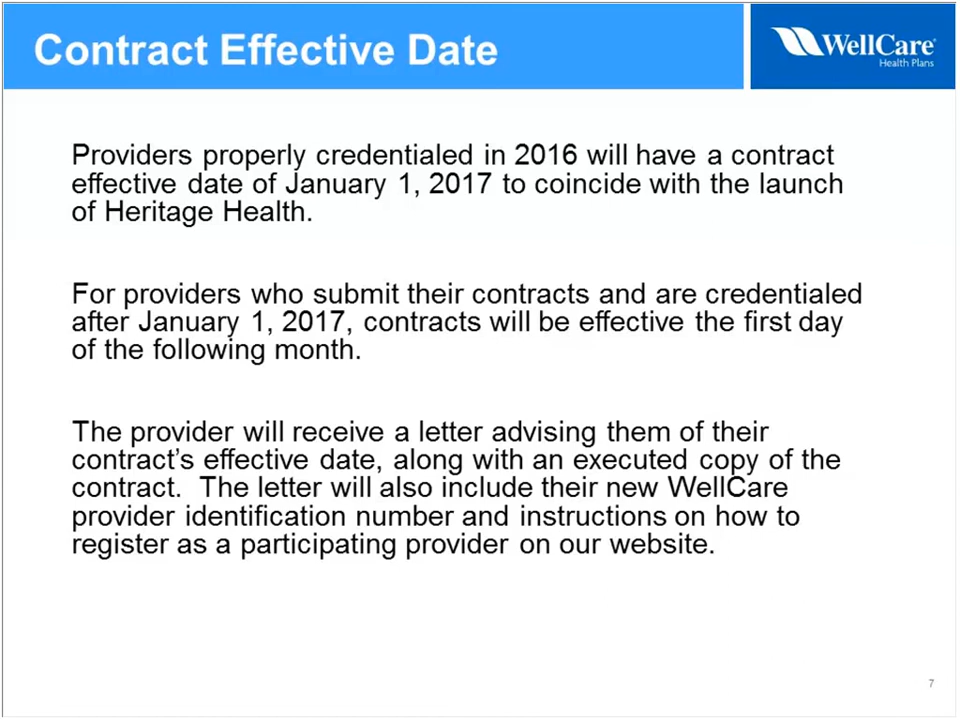 Contract Effective Date
WellCare®
Health Plans
Providers properly credentialed in 2016 will have a contract
effective date of January 1, 2017 to coincide with the launch
of Heritage Health.
For providers who submit their contracts and are credentialed
after January 1, 2017, contracts will be effective the first day
of the following month.
The provider will receive a letter advising them of their
contract's effective date, along with an executed copy of the
contract.  The letter will also include their new WellCare
provider identification number and instructions on how to
register as a participating provider on our website.
7